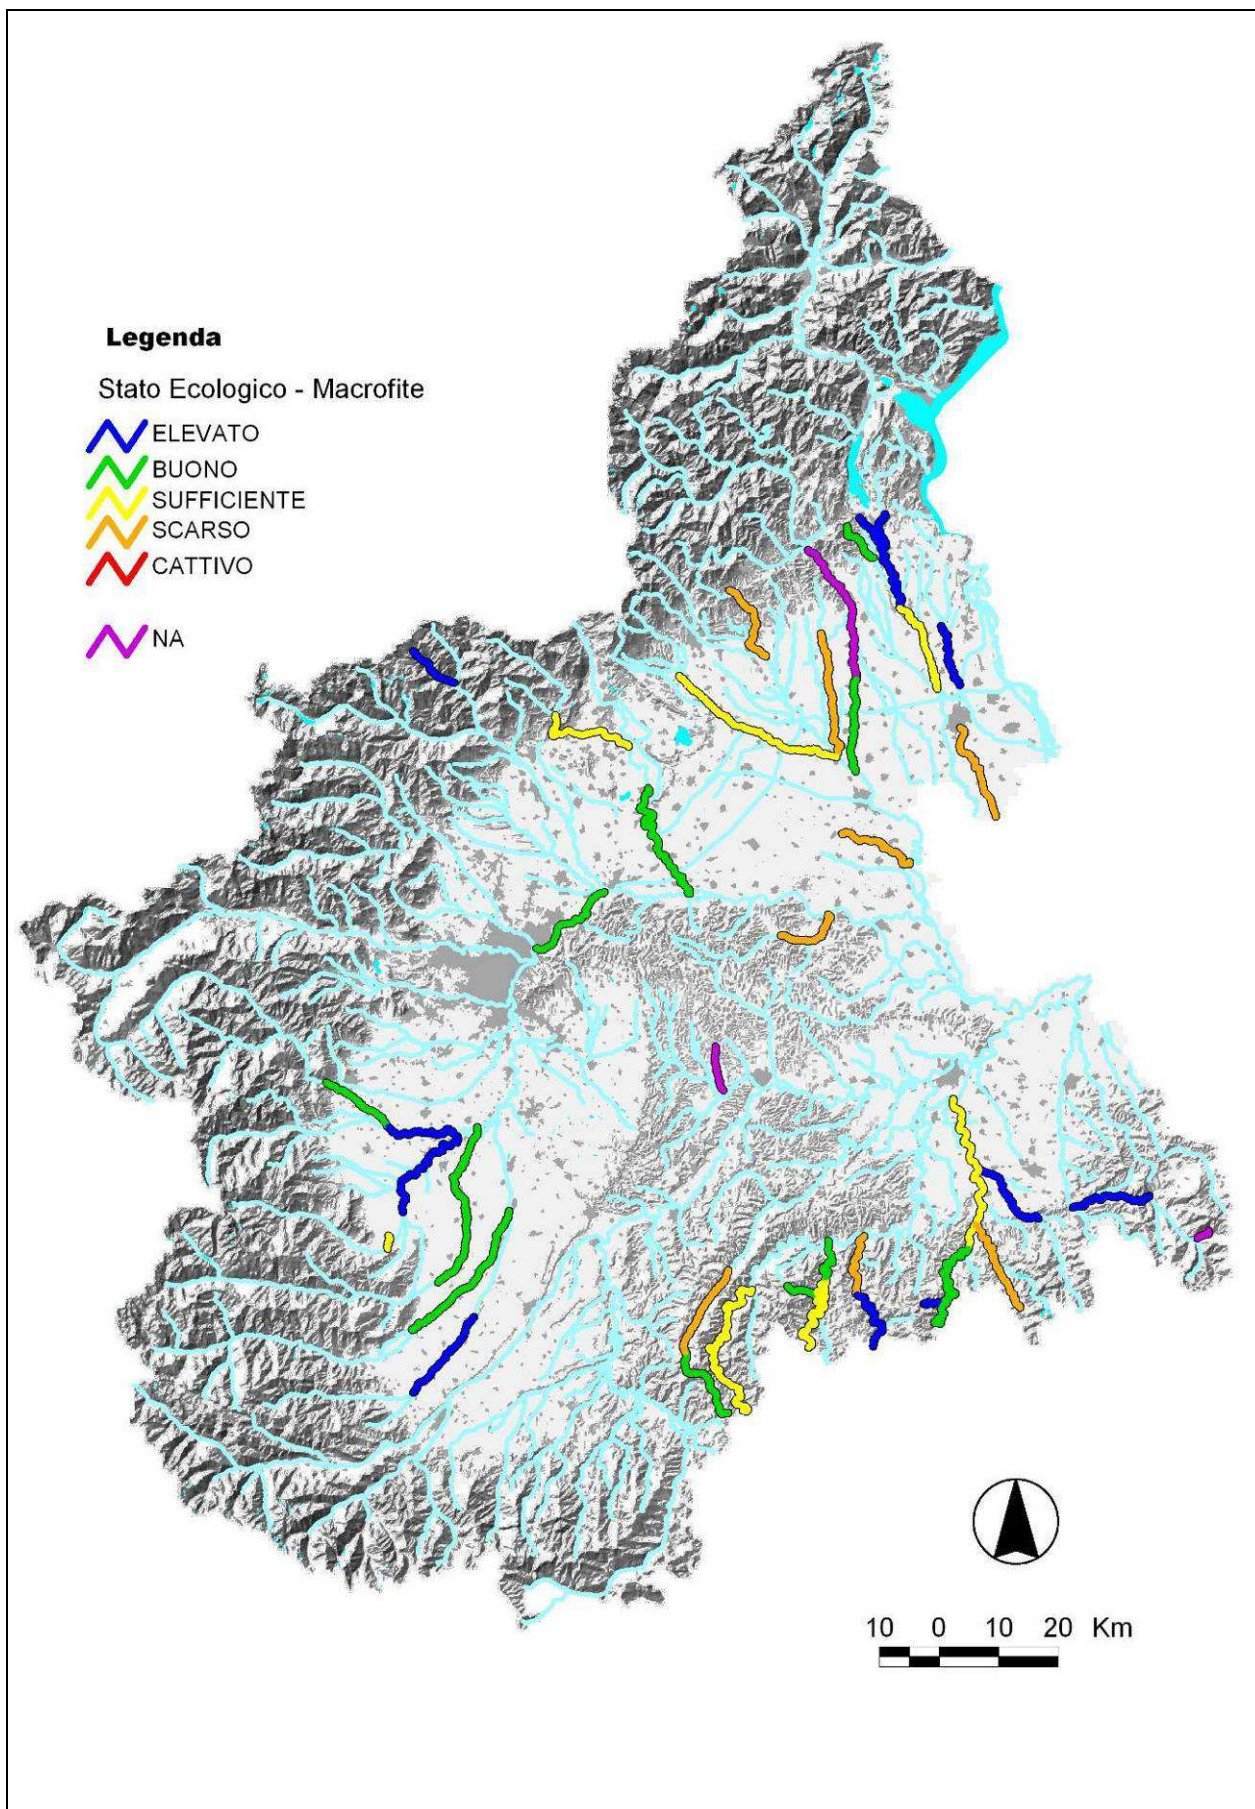 Legenda
Stato Ecologico - Macrofite
ELEVATO
BUONO
SUFFICIENTE
SCARSO
CATTIVO
NA
10 0 10 20 Km